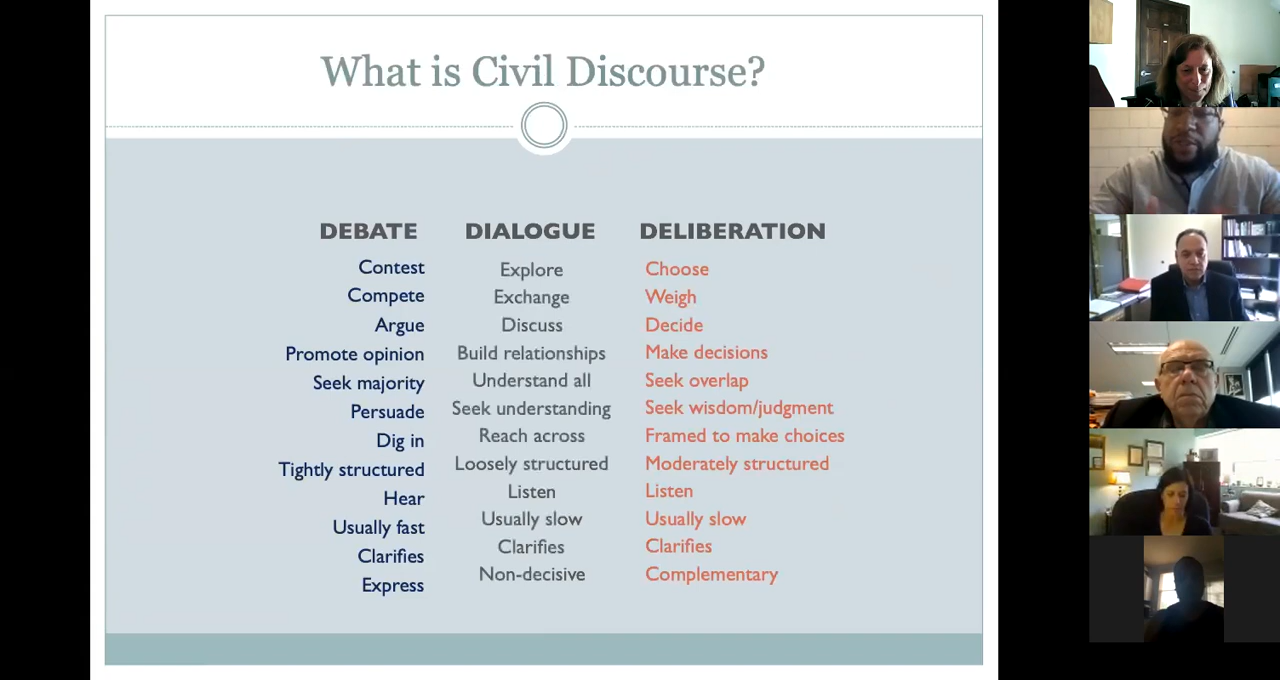 What is Civil Discourse?
DEBATE
Contest
Compete
Argue
Promote opinion
Seek majority
Persuade
Dig in
Tightly structured
Hear
Usually fast
Clarifies
Express
DIALOGUE
Explore
Exchange
Discuss
Build relationships
Understand all
Seek understanding
Reach across
Loosely structured
Listen
Usually slow
Clarifies
Non-decisive
DELIBERATION
Choose
Weigh
Decide
Make decisions
Seek overlap
Seek wisdom/judgment
Framed to make choices
Moderately structured
Listen
Usually slow
Clarifies
Complementary